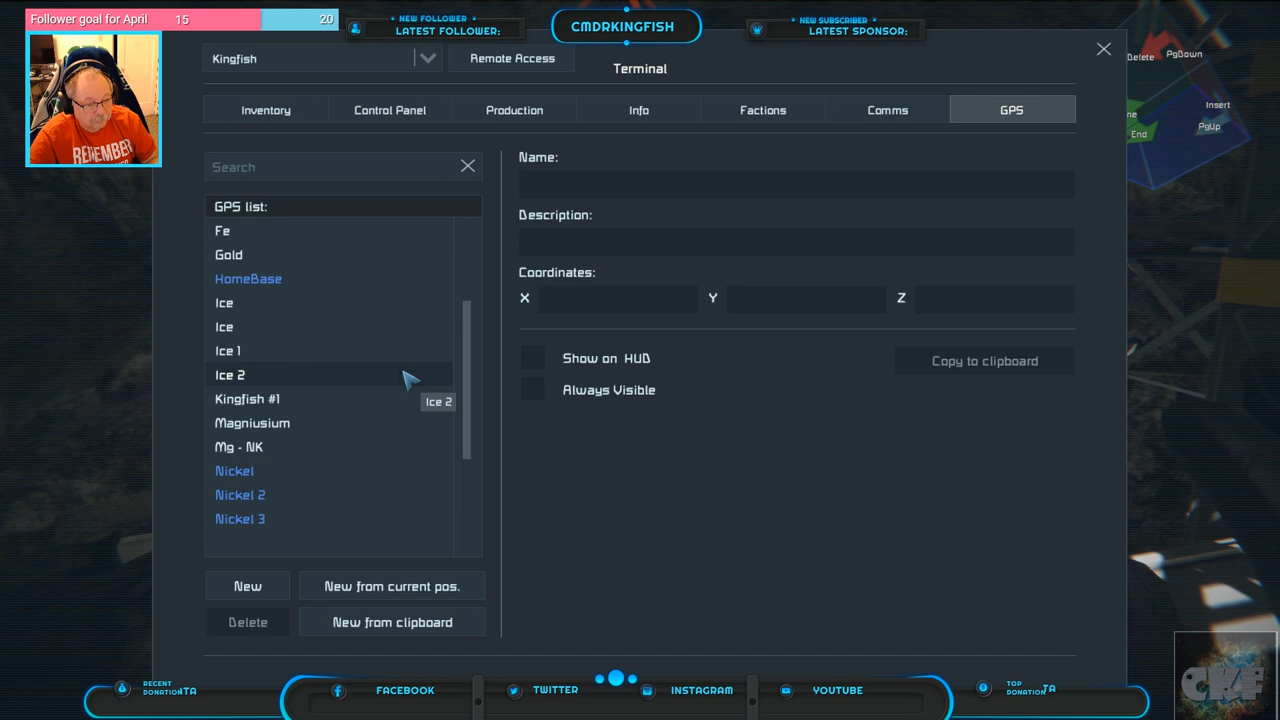 Follower goal for April 15 20
NEW FOLLOWER
LATEST FOLLOWER:
CMDRKINGFISH
NEW SUBSCRIBER
LATEST SPONSOR:
Kingfish
Remote Access
Terminal
Delete
PgDown
Insert
PgUp
End
Inventory
Control Panel
Production
Info
Factions
Comms
GPS
REMEMBER
Search
GPS list:
Fe
Gold
HomeBase
Ice
Ice
Ice 1
Ice 2
Ice 2
Kingfish #1
Magniusium
Mg - NK
Nickel
Nickel 2
Nickel 3
New
New from current pos.
Delete
New from clipboard
Name:
Description:
Coordinates:
X
Y
Z
Show on HUD
Always Visible
Copy to clipboard
RECENT
DONATION:
FACEBOOK
TWITTER
INSTAGRAM
YOUTUBE
TOP
DONATION:
CKF